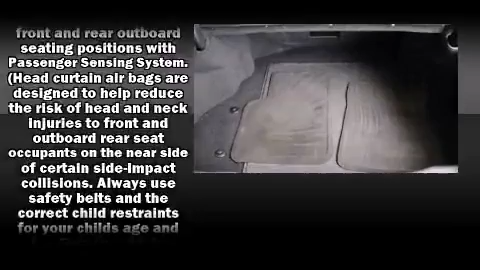 front and rear outboard
seating positions with
Passenger Sensing System.
(Head curtain air bags are
designed to help reduce
the risk of head and neck
injuries to front and
outboard rear seat
occupants on the near side
of certain side-impact
collisions. Always use
safety belts and the
correct child restraints
for your childs age and